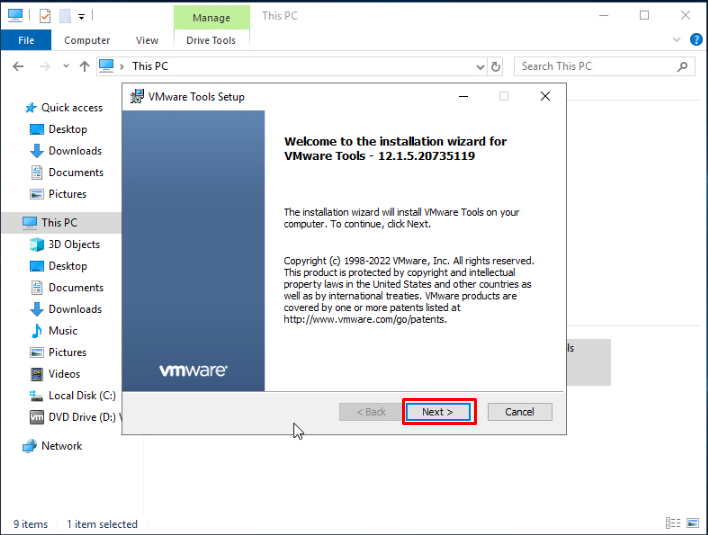 Manage
This PC
File
Computer
View
Drive Tools
This PC
Search This PC
VMware Tools Setup
Quick access
Desktop
Downloads
Documents
Pictures
This PC
3D Objects
Desktop
Documents
Downloads
Music
Pictures
Videos
Local Disk (C:)
vm
DVD Drive (D:) V
Network
Welcome to the installation wizard for
VMware Tools - 12.1.5.20735119
The installation wizard will install VMware Tools on your
computer. To continue, click Next.
Copyright (c) 1998-2022 VMware, Inc. All rights reserved.
This product is protected by copyright and intellectual
property laws in the United States and other countries as
well as by international treaties. VMware products are
covered by one or more patents listed at
http://www.vmware.com/go/patents.
vmware®
ls
< Back
Next >
Cancel
9 items
1 item selected